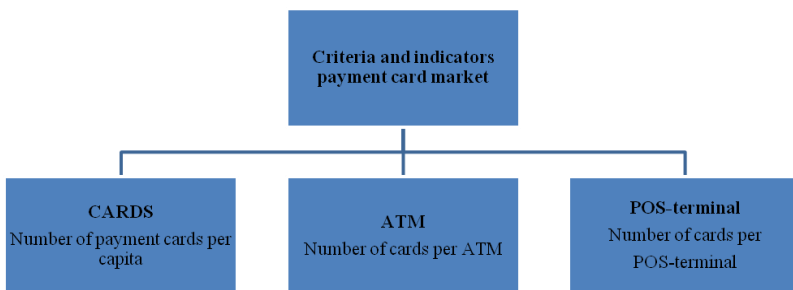 Criteria and indicators
payment card market
CARDS
Number of payment cards per
capita
ATM
Number of cards per ATM
POS-terminal
Number of cards per
POS-terminal